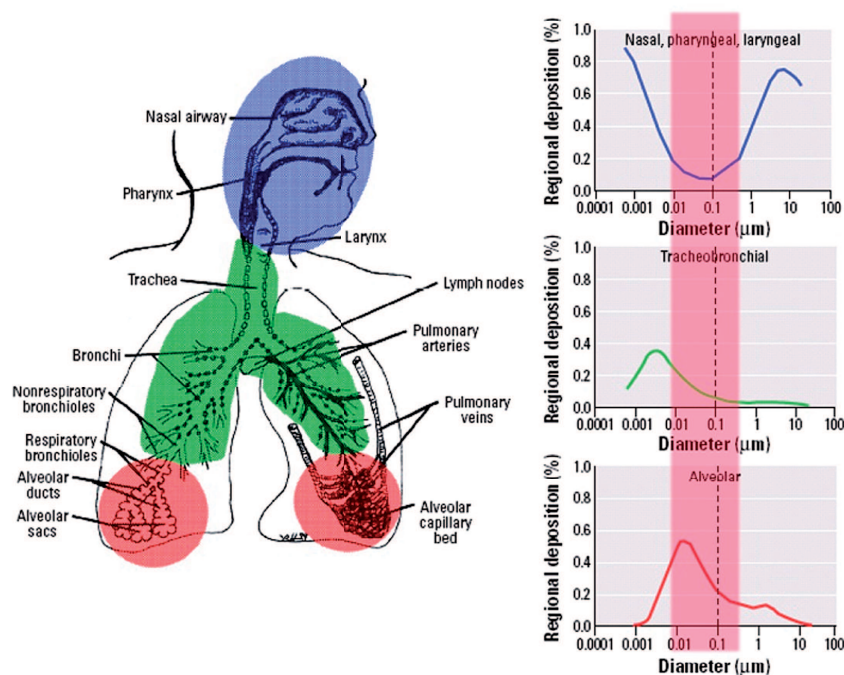 Nasal airway
Pharynx
Larynx
Trachea
Lymph nodes
Bronchi
Pulmonary
arteries
Nonrespiratory
bronchioles
Pulmonary
veins
Respiratory
bronchioles
Alveolar
ducts
Alveolar
sacs
Alveolar
capillary
bed
Regional deposition (%)
Nasal, pharyngeal, laryngeal
1.0
0.8
0.6
0.4
0.2
0.0
0.0001 0.001 0.01 0.1 1 10 100
Diameter (μm)
Regional deposition (%)
Tracheobronchial
1.0
0.8
0.6
0.4
0.2
0.0
0.0001 0.001 0.01 0.1 1 10 100
Diameter (μm)
Regional deposition (%)
Alveolar
1.0
0.8
0.6
0.4
0.2
0.0
0.0001 0.001 0.01 0.1 1 10 100
Diameter (μm)